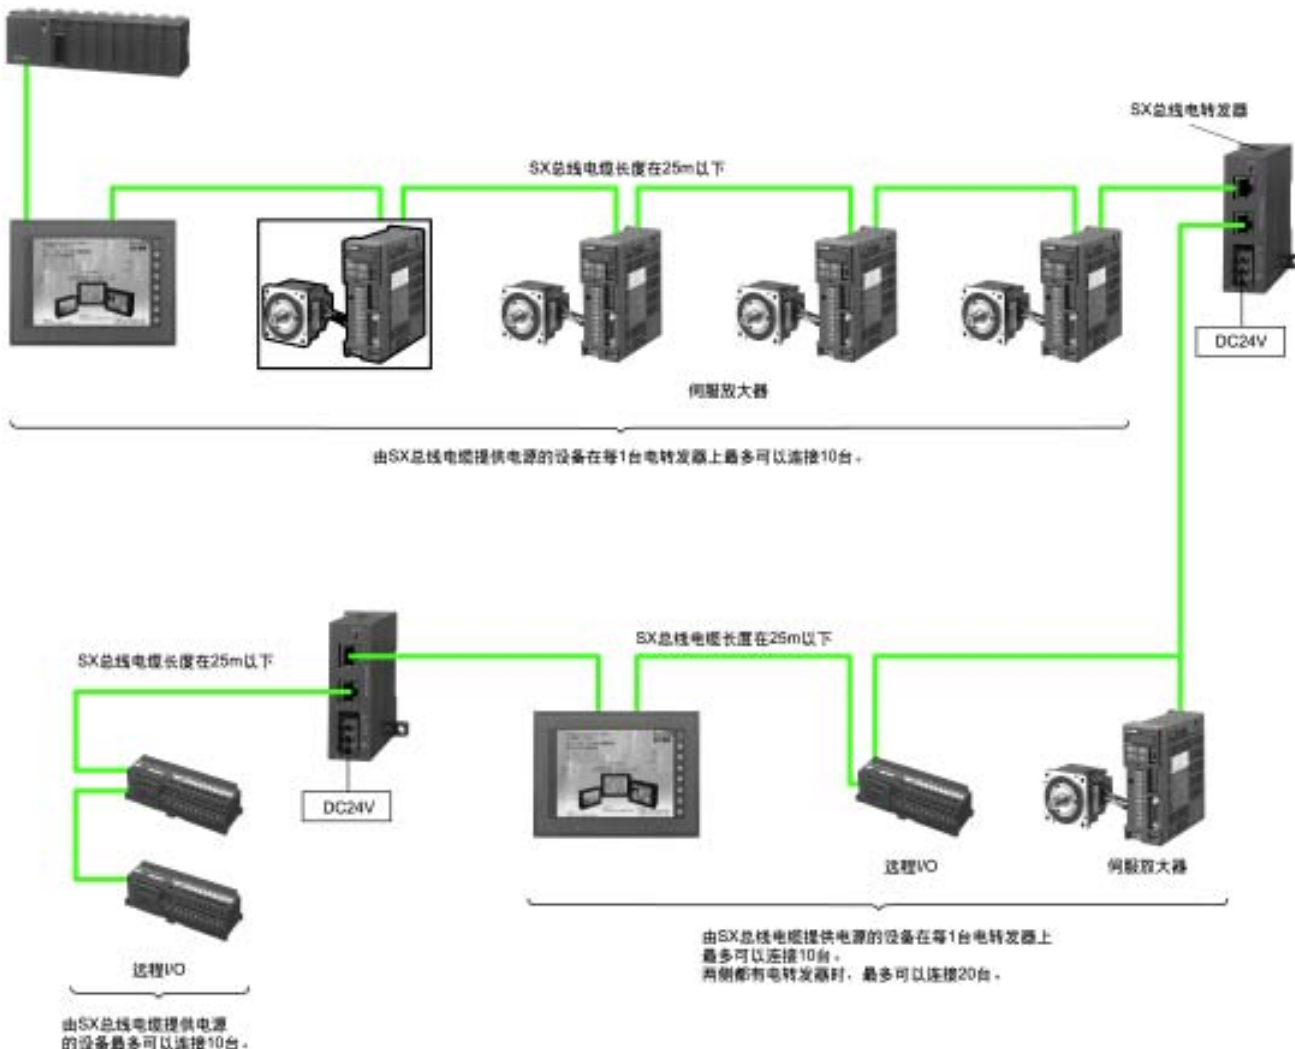 SX总线电转发器
SX总线电缆长度在25m以下
DC24V
伺服放大器
由SX总线电缆提供电源的设备在每1台电转发器上最多可以连接10台。
SX总线电缆长度在25m以下
SX总线电缆长度在25m以下
DC24V
远程I/O
伺服放大器
由SX总线电缆提供电源的设备在每1台电转发器上
最多可以连接10台。
两侧都有电转发器时，最多可以连接20台。
远程I/O
由SX总线电缆提供电源
的设备最多可以连接10台。